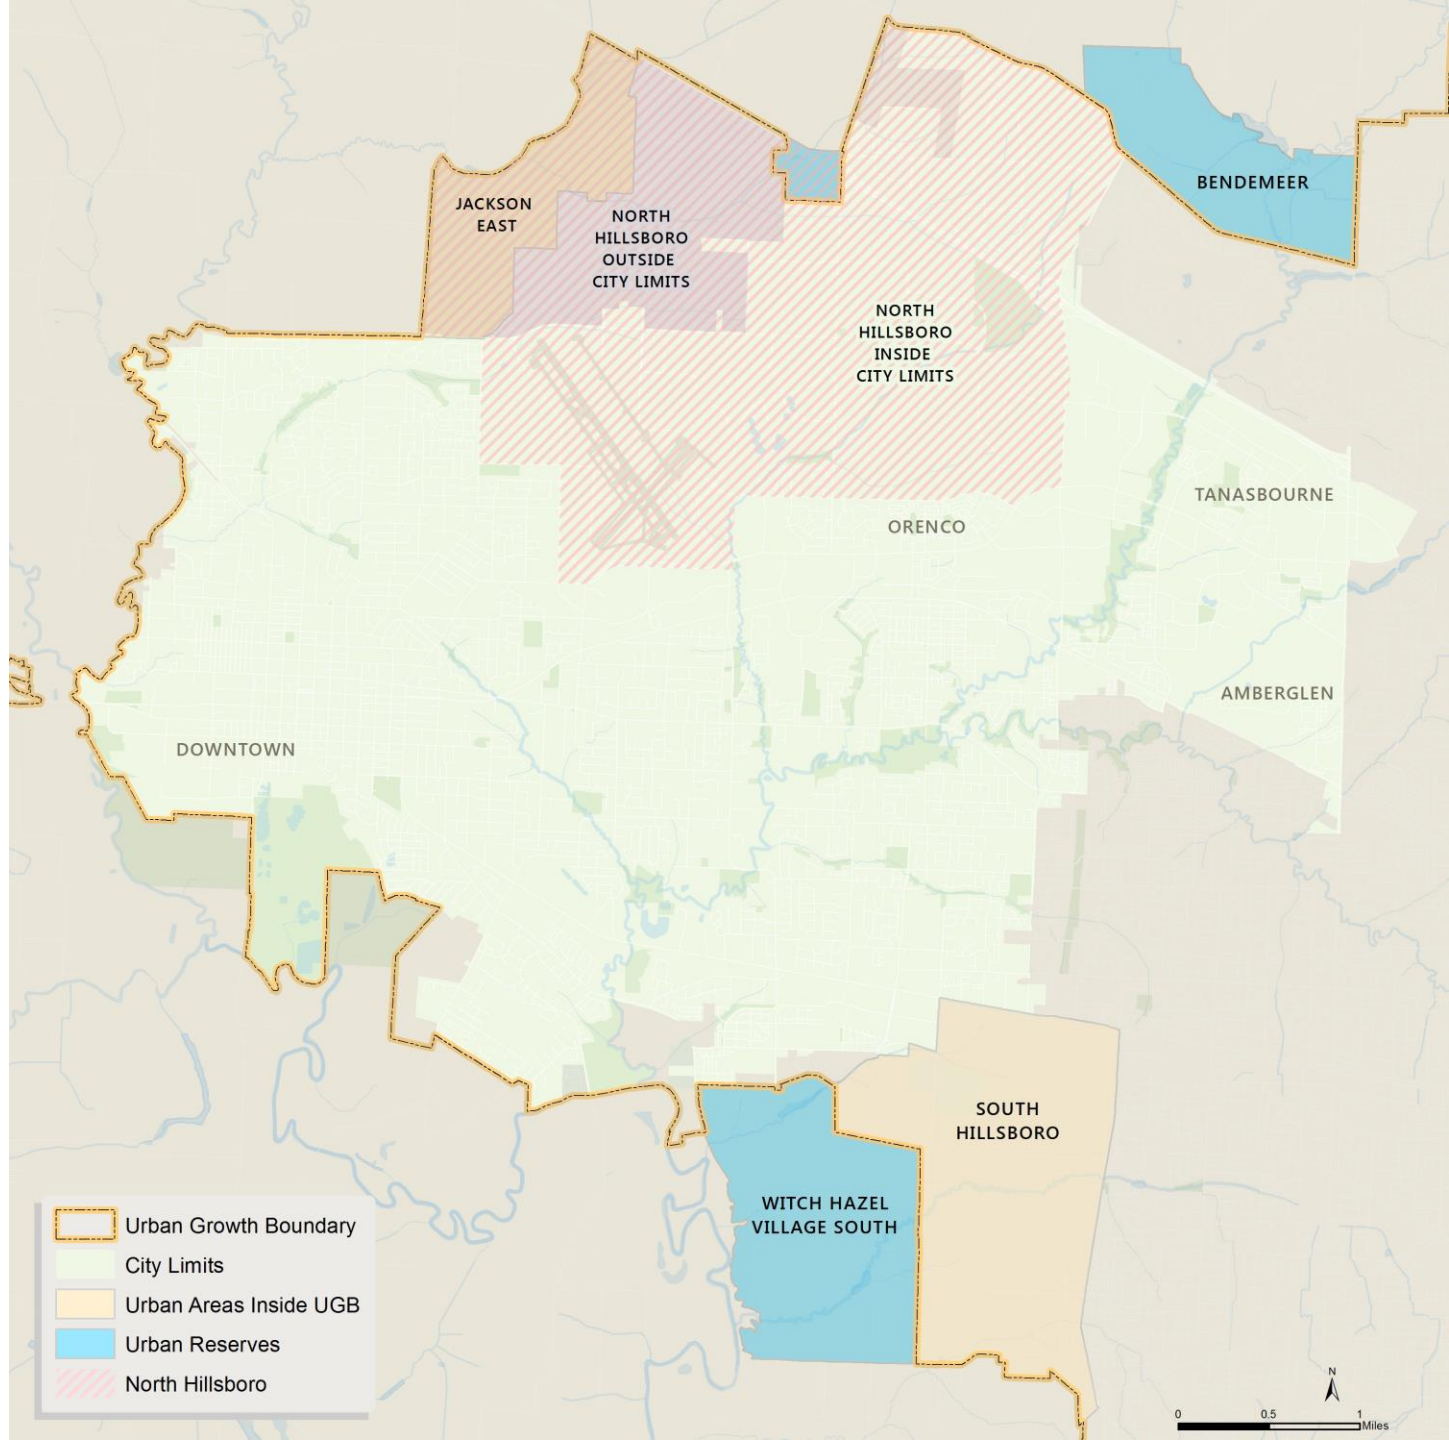 BENDEMEER
JACKSON
EAST
NORTH
HILLSBORO
OUTSIDE
CITY LIMITS
NORTH
HILLSBORO
INSIDE
CITY LIMITS
TANASBOURNE
ORENCO
AMBERGLEN
DOWNTOWN
SOUTH
HILLSBORO
WITCH HAZEL
VILLAGE SOUTH
Urban Growth Boundary
City Limits
Urban Areas Inside UGB
Urban Reserves
North Hillsboro
N
0 0.5 1
Miles